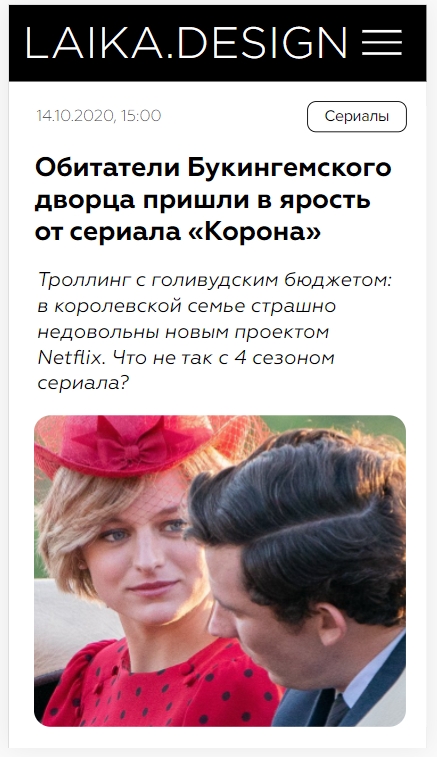 LAIKA.DESIGN
14.10.2020, 15:00
Сериалы
Обитатели Букингемского
дворца пришли в ярость
от сериала «Корона»
Троллинг с голивудским бюджетом:
в королевской семье страшно
недовольны новым проектом
Netflix. Что не так с 4 сезоном
сериала?